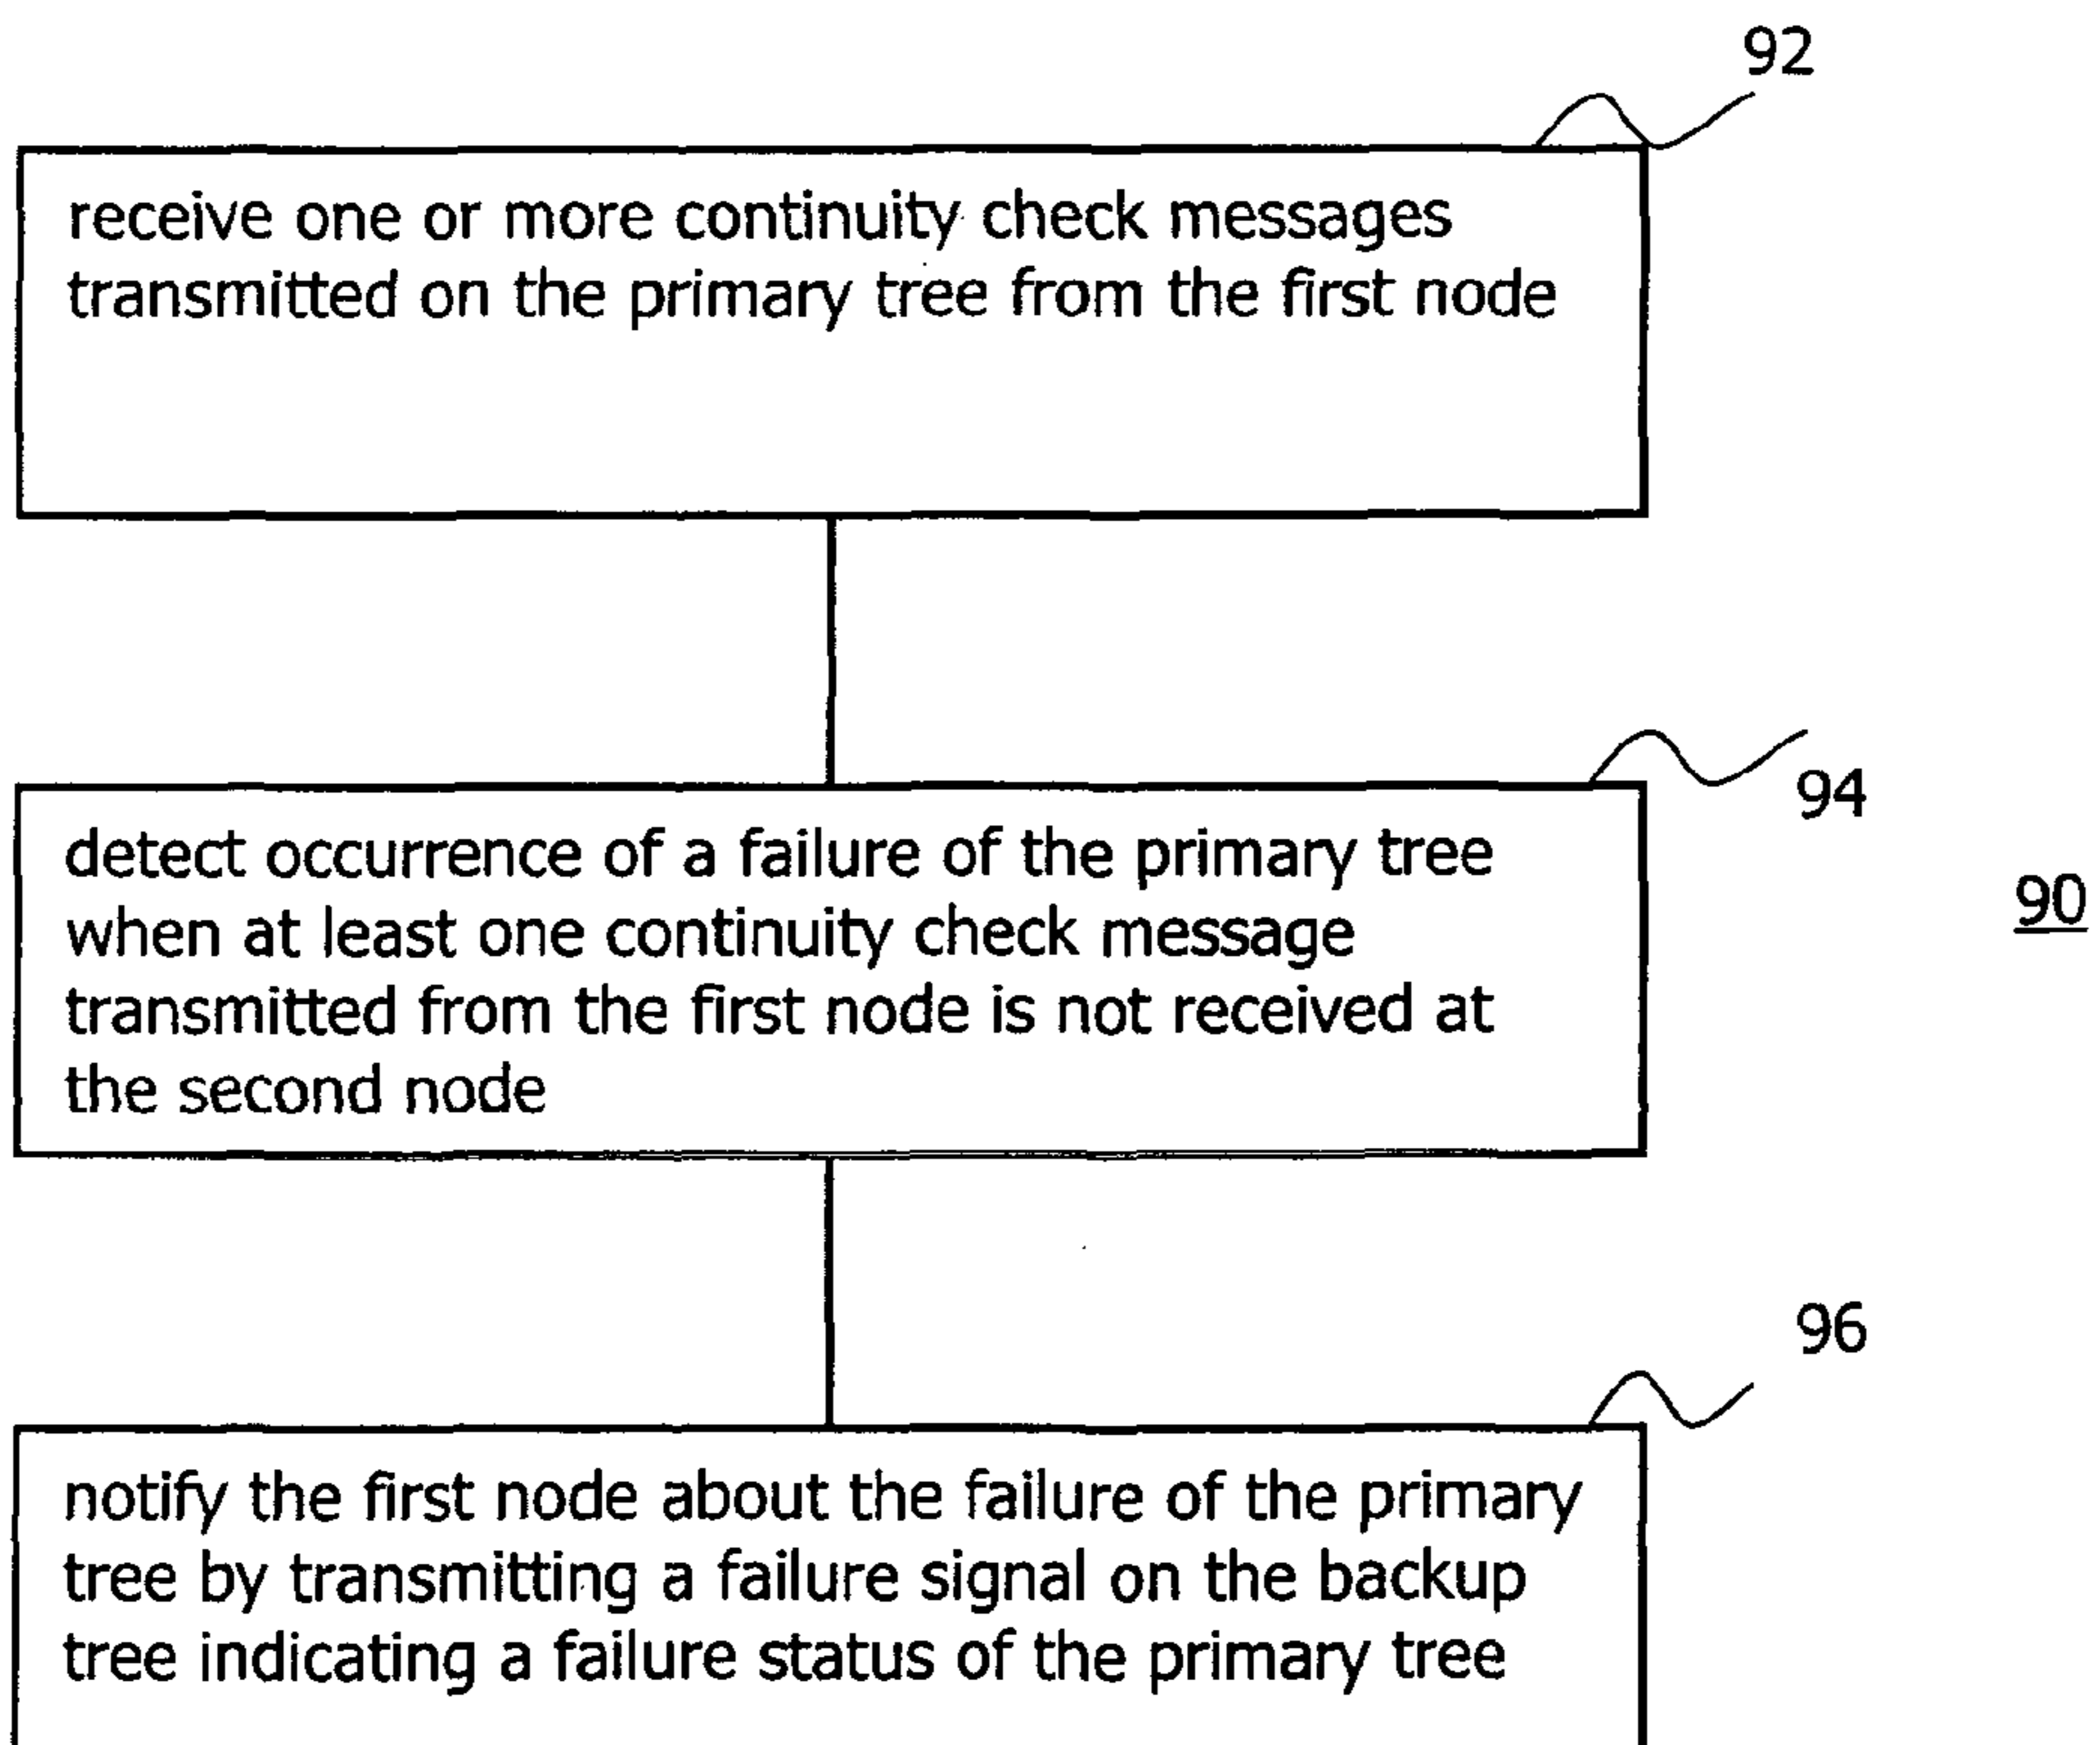 92
receive one or more continuity check messages
transmitted on the primary tree from the first node
94
detect occurrence of a failure of the primary tree
when at least one continuity check message
transmitted from the first node is not received at
the second node
90
96
notify the first node about the failure of the primary
tree by transmitting a failure signal on the backup
tree indicating a failure status of the primary tree